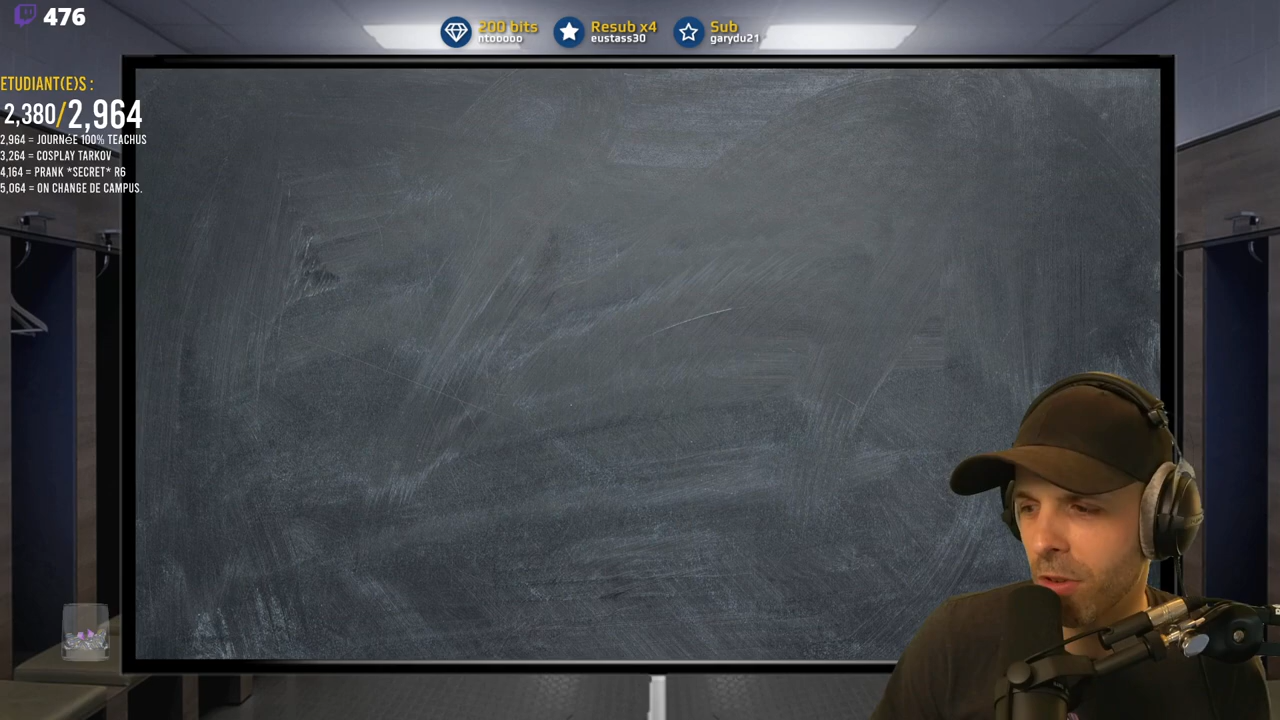 476
200 bits
ntooooo
Resub x4
eustass30
Sub
garydu21
ETUDIANT(E)S :
2,380/2,964
2,964 = JOURNéE 100% TEACHUS
3,264 = COSPLAY TARKOV
4,164 = PRANK *SECRET* R6
5,064 = ON CHANGE DE CAMPUS.